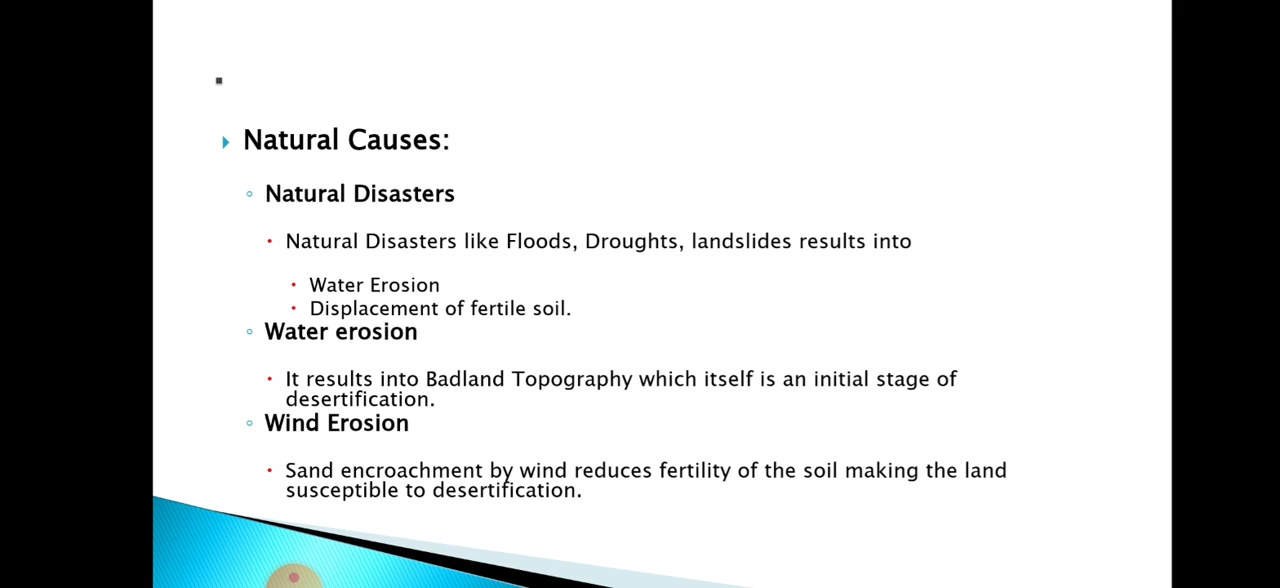 Natural Causes:
Natural Disasters
Natural Disasters like Floods, Droughts, landslides results into
Water Erosion
Displacement of fertile soil.
Water erosion
It results into Badland Topography which itself is an initial stage of
desertification.
Wind Erosion
Sand encroachment by wind reduces fertility of the soil making the land
susceptible to desertification.